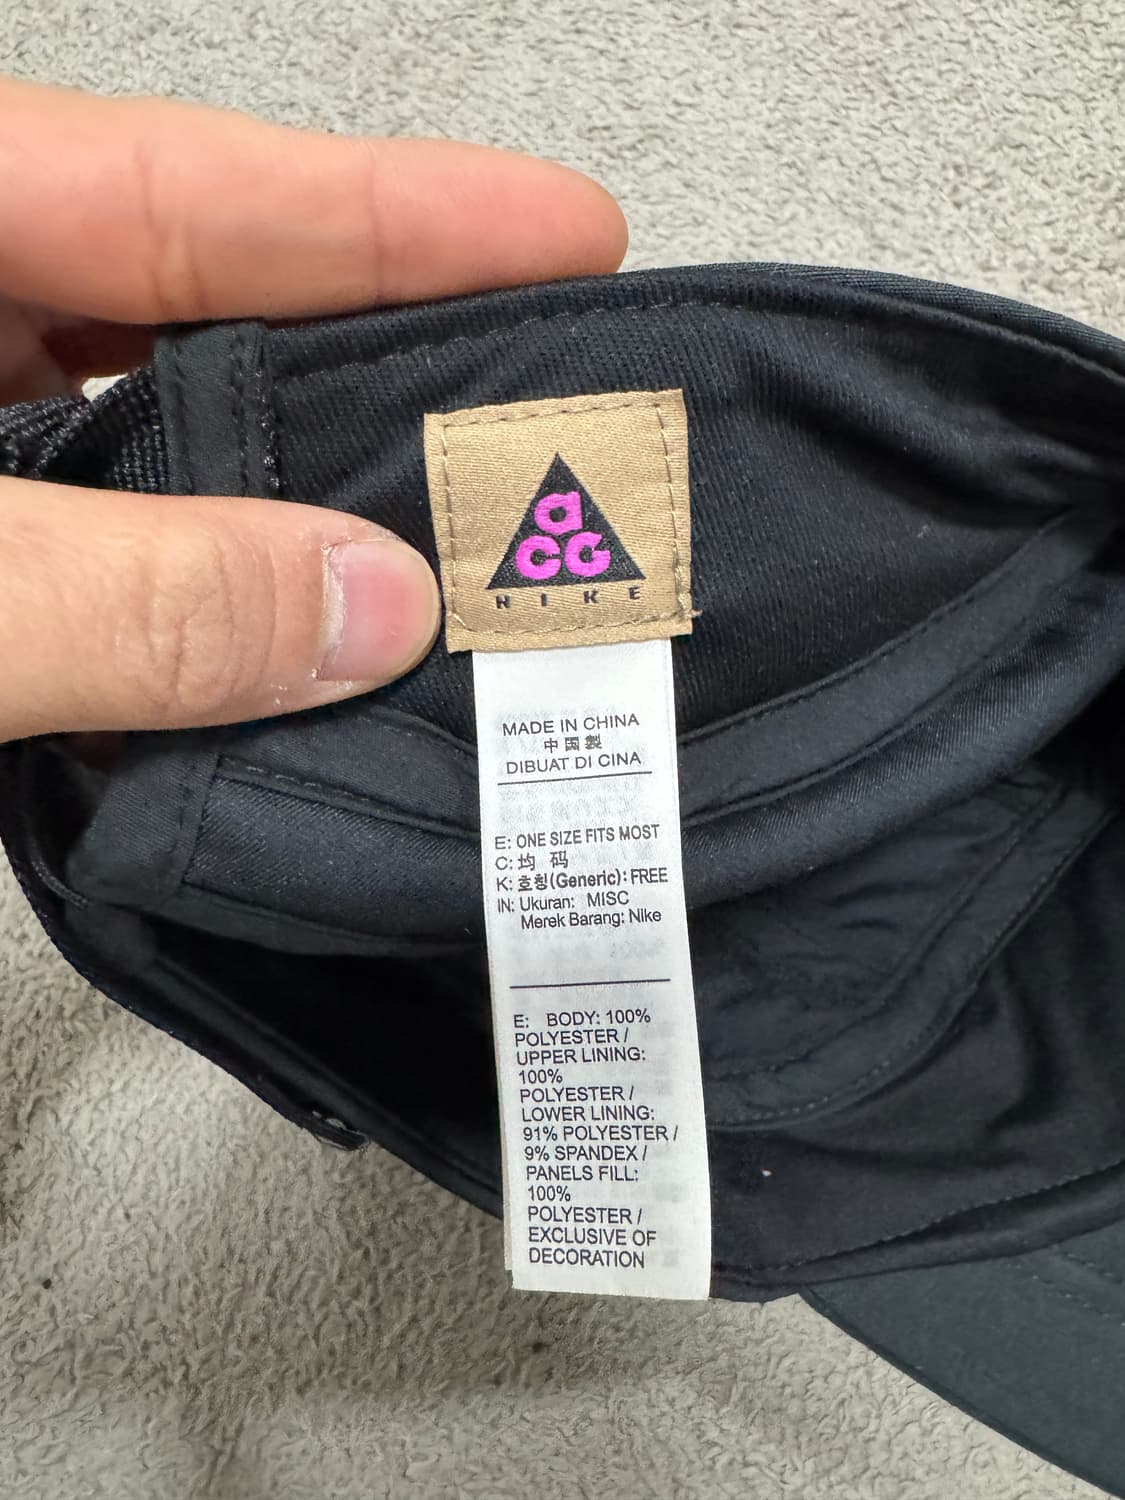 a
CG
NIKE
MADE IN CHINA
中国製
DIBUAT DI CINA
E: ONE SIZE FITS MOST
C: 均 码
K: 호칭(Generic): FREE
IN: Ukuran: MISC
Merek Barang: Nike
E: BODY: 100%
POLYESTER /
UPPER LINING:
100%
POLYESTER /
LOWER LINING:
91% POLYESTER /
9% SPANDEX /
PANELS FILL:
100%
POLYESTER /
EXCLUSIVE OF
DECORATION